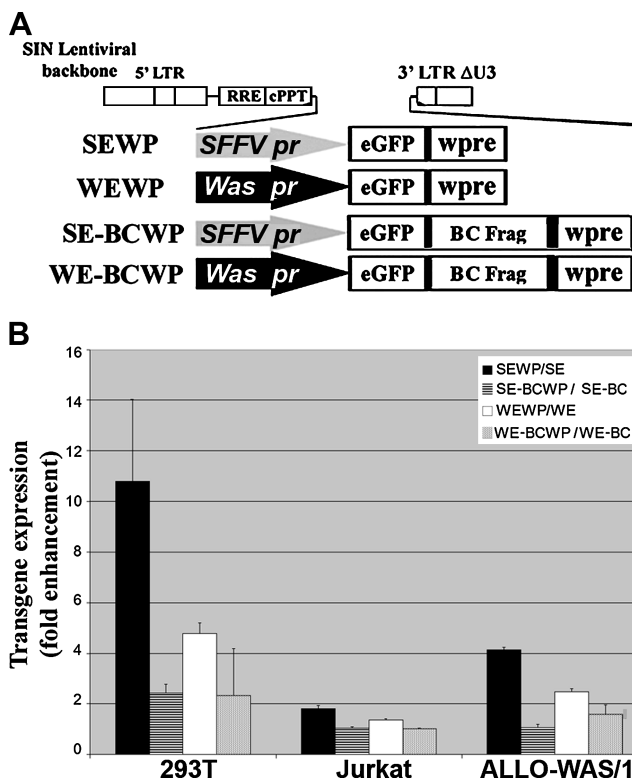 A
SIN Lentiviral
backbone
5' LTR
3' LTR ΔU3
RRE cPPT
SEWP SFFV pr eGFP wpre
WEWP Was pr eGFP wpre
SE-BCWP SFFV pr eGFP BC Frag wpre
WE-BCWP Was pr eGFP BC Frag wpre
B
Transgene expression
(fold enhancement)
16
14
12
10
8
6
4
2
0
SEWP/SE
SE-BCWP / SE-BC
WEWP/WE
WE-BCWP /WE-BC
293T Jurkat ALLO-WAS/1